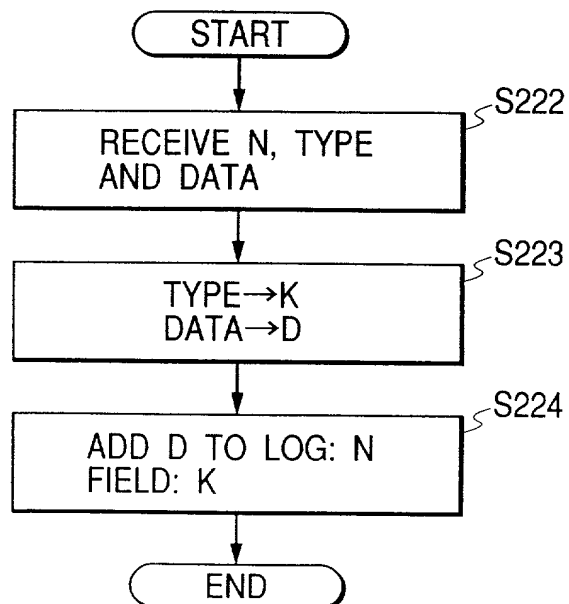 START
S222
RECEIVE N, TYPE
AND DATA
S223
TYPE→K
DATA→D
S224
ADD D TO LOG: N
FIELD: K
END